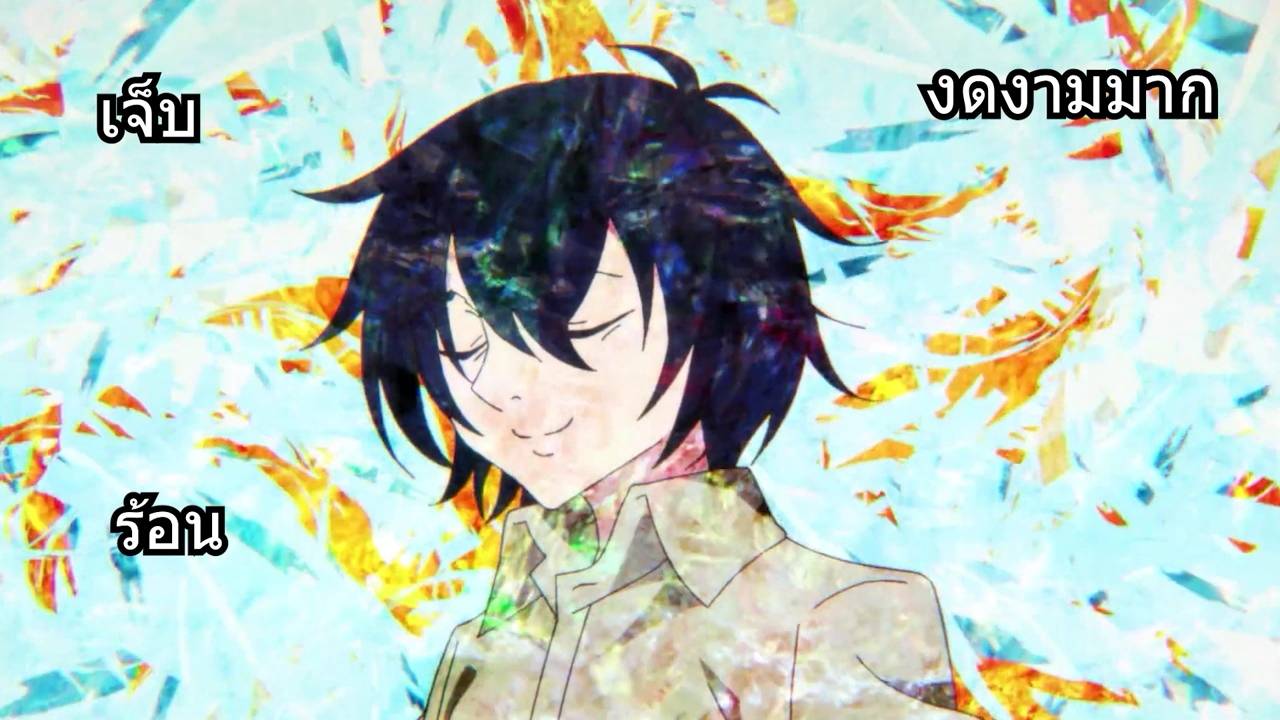 เจ็บ
งดงามมาก
ร้อน